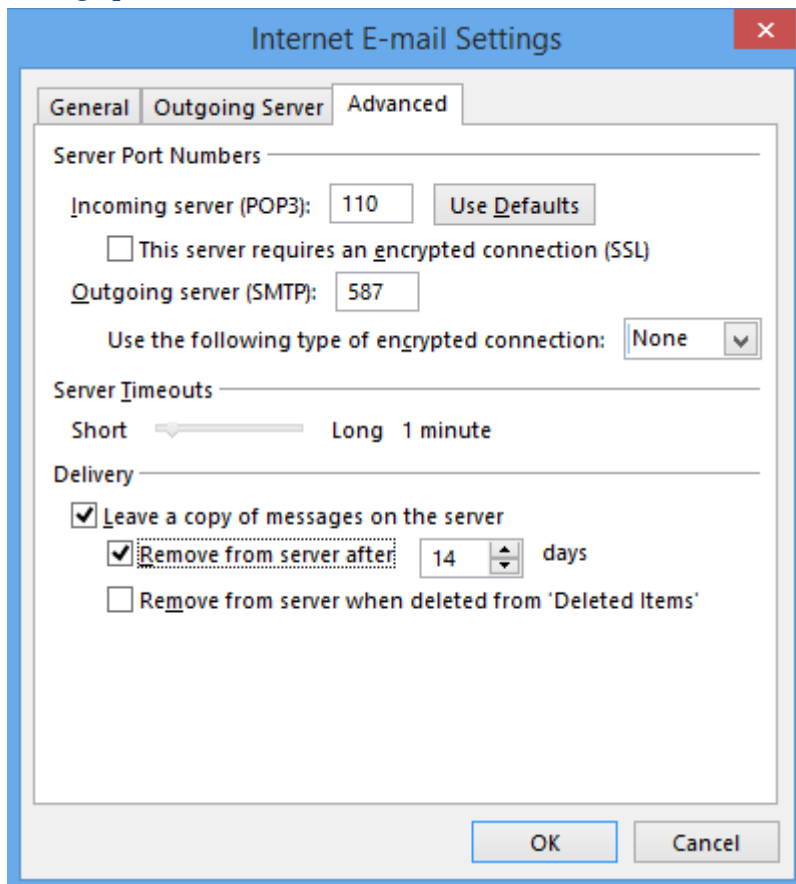 Internet E-mail Settings
General Outgoing Server Advanced
Server Port Numbers
Incoming server (POP3): 110 Use Defaults
This server requires an encrypted connection (SSL)
Outgoing server (SMTP): 587
Use the following type of encrypted connection: None
Server Timeouts
Short Long 1 minute
Delivery
Leave a copy of messages on the server
Remove from server after 14 days
Remove from server when deleted from 'Deleted Items'
OK Cancel